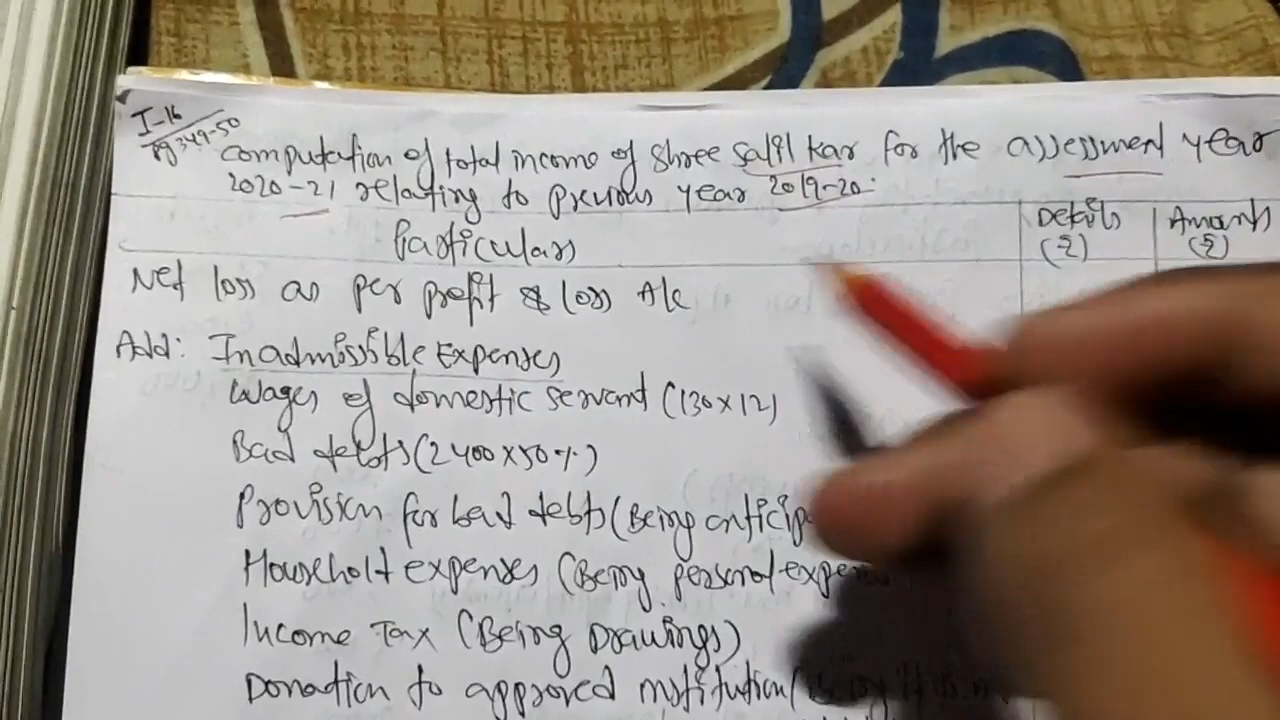 I-16
Pg 349-50
Computation of total income of Shree Salil Kar for the assessment year
2020-21 relating to previous year 2019-20.
Particulars
Details
(₹)
Amounts
(₹)
Net loss as per profit & loss A/c
Add: Inadmissible Expenses
Wages of domestic servant (130×12)
Bad debts (2400×50%)
Provision for bad debts (Being
Household expenses (Being personal
Income Tax (Being Drawings)
Donation to approved institution (